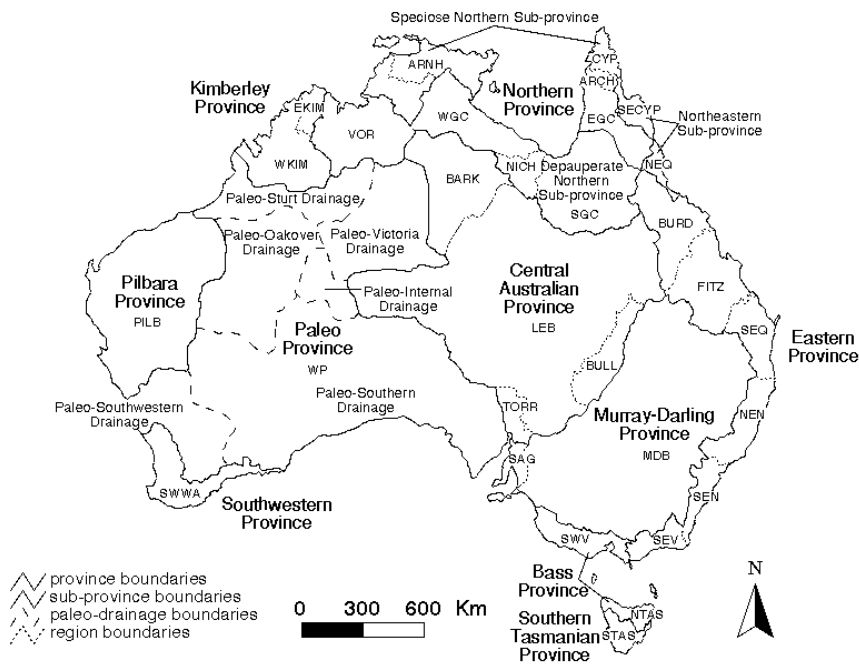 Speciose Northern Sub-province
CYP
ARNH
ARCH
Kimberley
Province
Northern
Province
EKIM
WGC
EGC
SECYP
Northeastern
Sub-province
VOR
WKIM
BARK
NICH
Depauperate
Northern
Sub-province
NEQ
SGC
Paleo-Sturt Drainage
Paleo-Oakover
Drainage
Paleo-Victoria
Drainage
BURD
Pilbara
Province
PILB
Paleo-Internal
Drainage
Central
Australian
Province
LEB
FITZ
Paleo
Province
WP
SEQ
Eastern
Province
BULL
Paleo-Southwestern
Drainage
Paleo-Southern
Drainage
TORR
Murray-Darling
Province
MDB
NEN
SAG
SWWA
Southwestern
Province
SEN
SWV
SEV
Bass
Province
NTAS
Southern
Tasmanian
Province
STAS
province boundaries
sub-province boundaries
paleo-drainage boundaries
region boundaries
0 300 600 Km
N